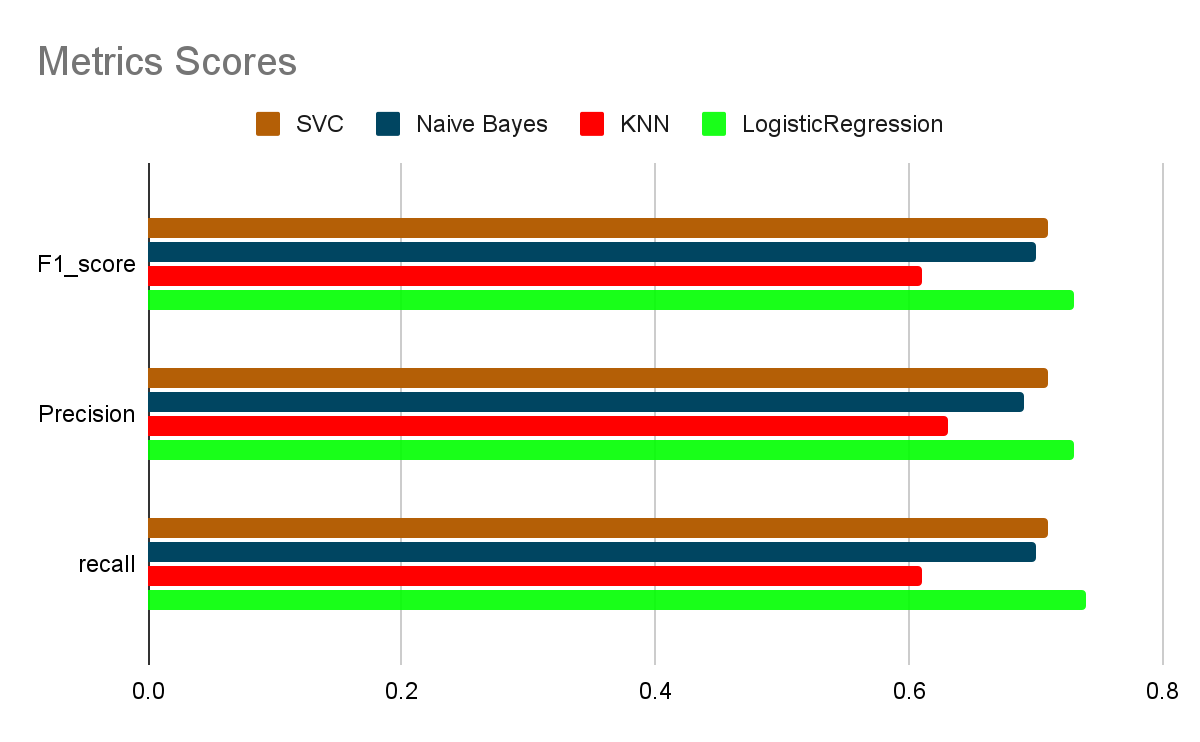 Metrics Scores
SVC Naive Bayes KNN LogisticRegression
F1_score
Precision
recall
0.0 0.2 0.4 0.6 0.8